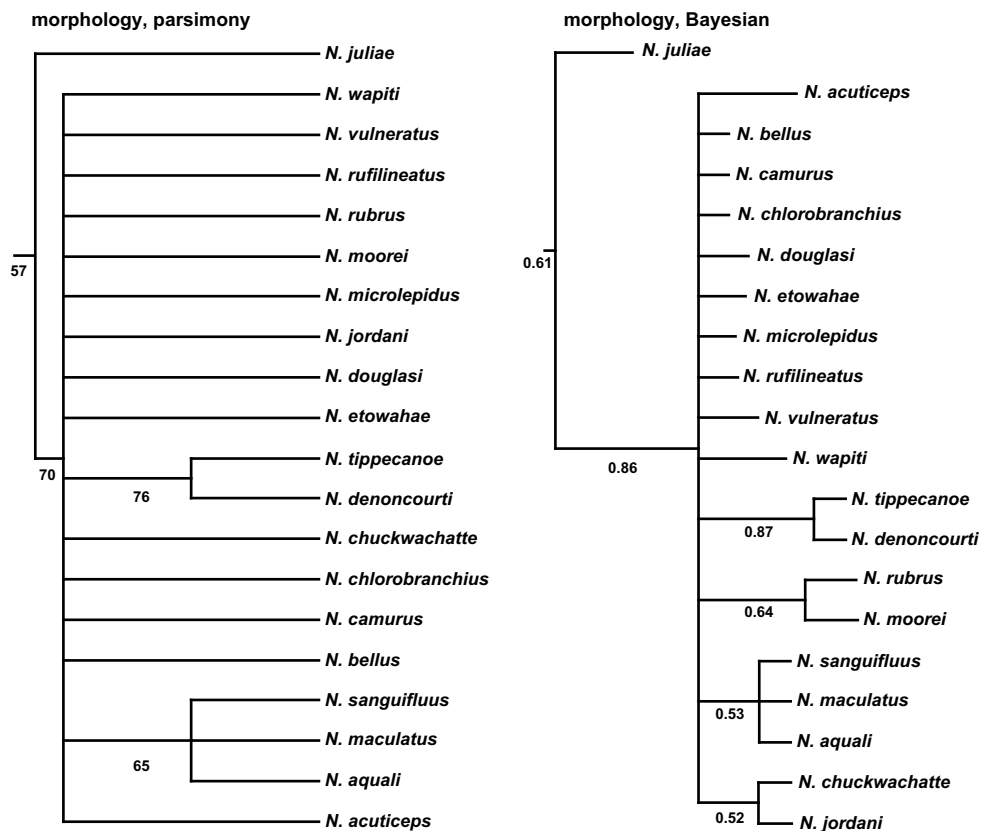 morphology, parsimony
N. juliae
N. wapiti
N. vulneratus
N. rufilineatus
N. rubrus
N. moorei
57
N. microlepidus
N. jordani
N. douglasi
N. etowahae
N. tippecanoe
70
76
N. denoncourti
N. chuckwachatte
N. chlorobranchius
N. camurus
N. bellus
N. sanguifluus
N. maculatus
65
N. aquali
N. acuticeps
morphology, Bayesian
N. juliae
N. acuticeps
N. bellus
N. camurus
N. chlorobranchius
N. douglasi
0.61
N. etowahae
N. microlepidus
N. rufilineatus
N. vulneratus
N. wapiti
0.86
N. tippecanoe
0.87
N. denoncourti
N. rubrus
0.64
N. moorei
N. sanguifluus
N. maculatus
0.53
N. aquali
N. chuckwachatte
0.52
N. jordani